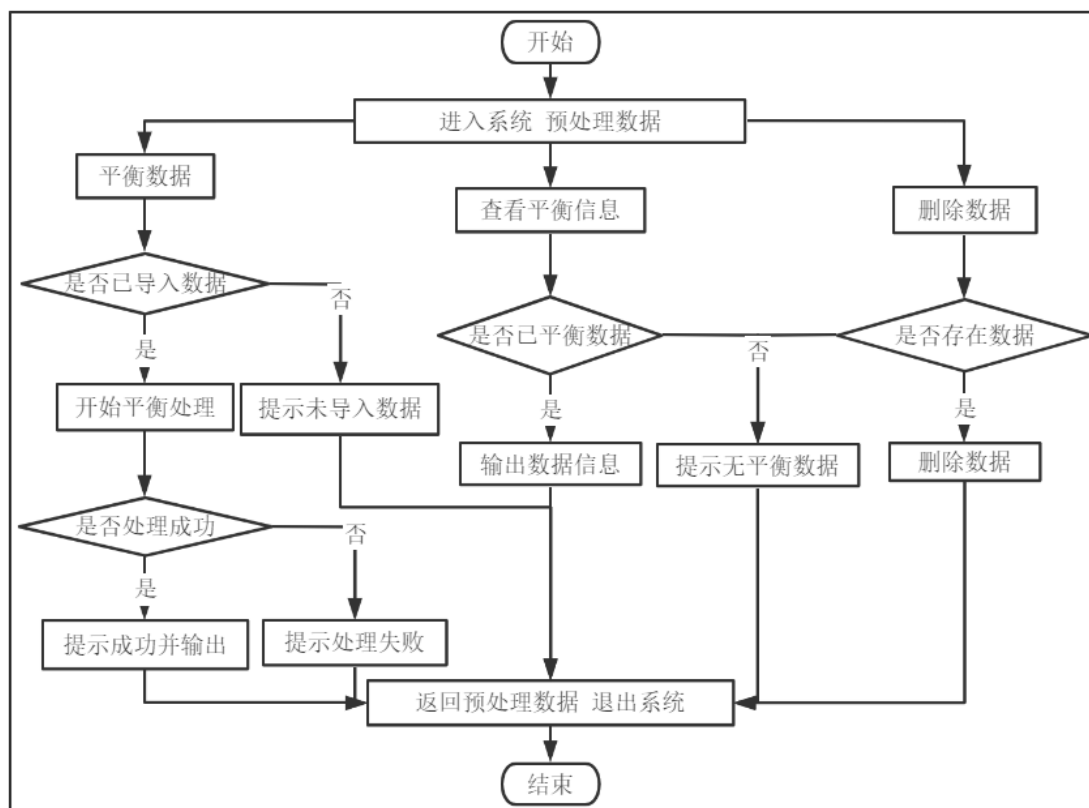 开始
进入系统 预处理数据
平衡数据
查看平衡信息
删除数据
是否已导入数据
否
是否已平衡数据
否
是否存在数据
是
开始平衡处理
提示未导入数据
是
是
输出数据信息
提示无平衡数据
删除数据
是否处理成功
否
是
提示成功并输出
提示处理失败
返回预处理数据 退出系统
结束